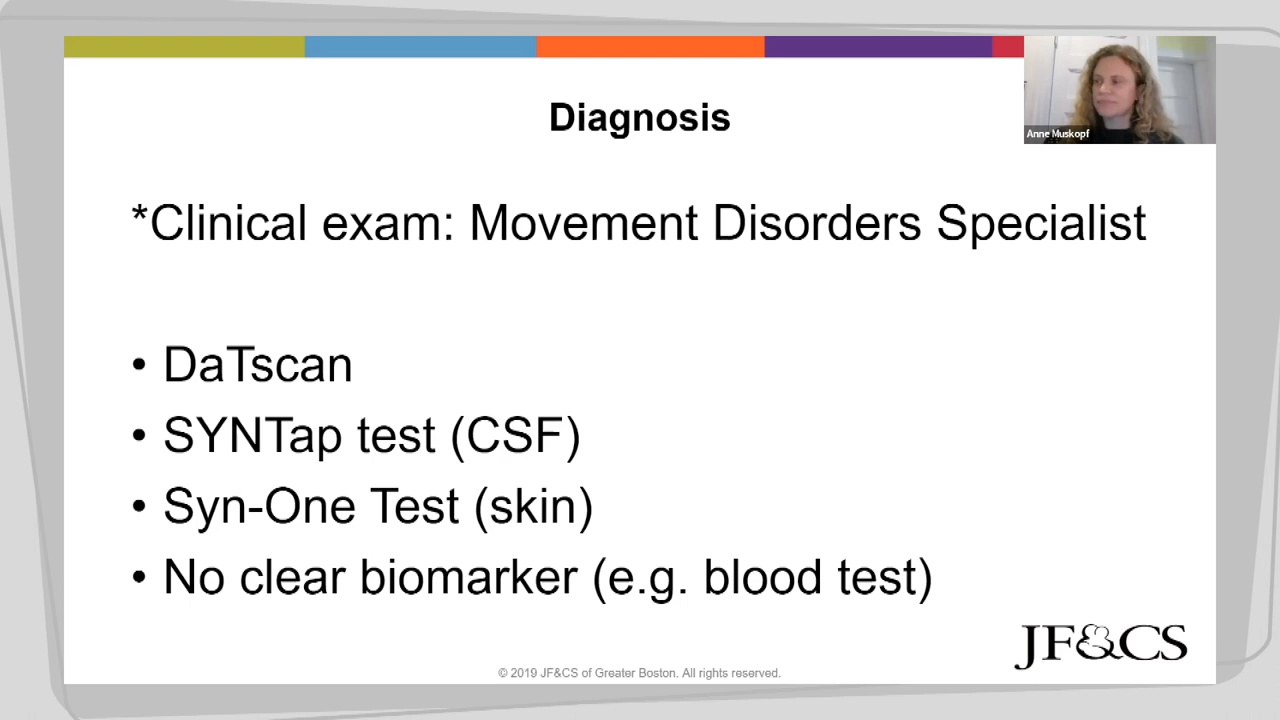 Diagnosis
Anne Muskopf
*Clinical exam: Movement Disorders Specialist
• DaTscan
• SYNTap test (CSF)
• Syn-One Test (skin)
• No clear biomarker (e.g. blood test)
JF&CS
© 2019 JF&CS of Greater Boston. All rights reserved.